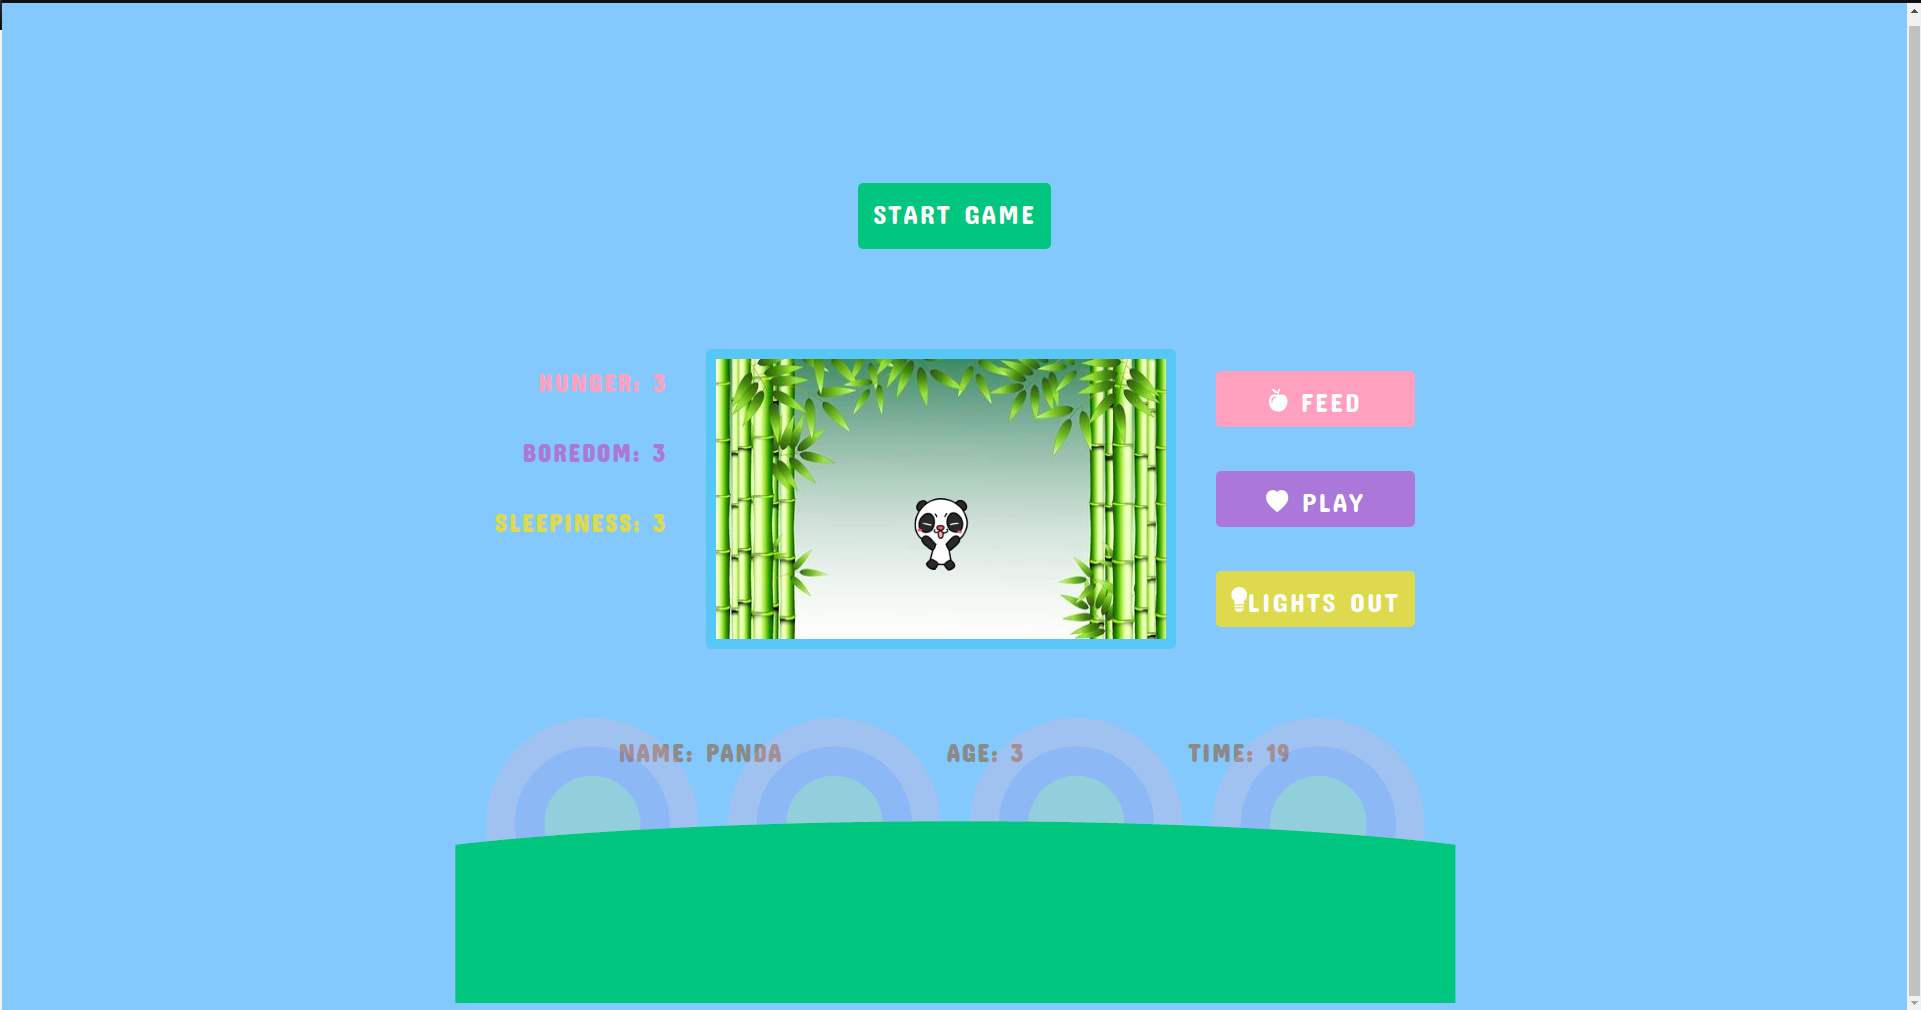 START GAME
HUNGER: 3
BOREDOM: 3
SLEEPINESS: 3
FEED
PLAY
LIGHTS OUT
NAME: PANDA
AGE: 3
TIME: 19